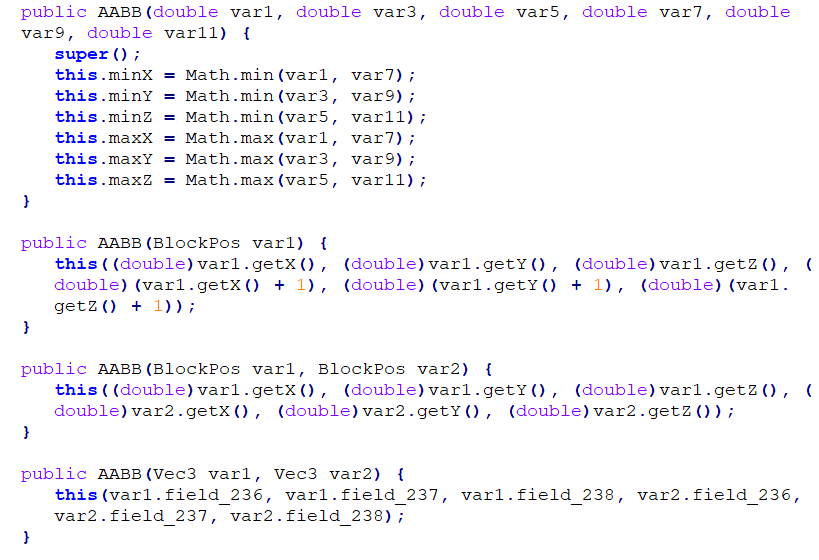 public AABB(double var1, double var3, double var5, double var7, double
var9, double var11) {
super();
this.minX = Math.min(var1, var7);
this.minY = Math.min(var3, var9);
this.minZ = Math.min(var5, var11);
this.maxX = Math.max(var1, var7);
this.maxY = Math.max(var3, var9);
this.maxZ = Math.max(var5, var11);
}
public AABB(BlockPos var1) {
this((double)var1.getX(), (double)var1.getY(), (double)var1.getZ(), (
double)(var1.getX() + 1), (double)(var1.getY() + 1), (double)(var1.
getZ() + 1));
}
public AABB(BlockPos var1, BlockPos var2) {
this((double)var1.getX(), (double)var1.getY(), (double)var1.getZ(), (
double)var2.getX(), (double)var2.getY(), (double)var2.getZ());
}
public AABB(Vec3 var1, Vec3 var2) {
this(var1.field_236, var1.field_237, var1.field_238, var2.field_236,
var2.field_237, var2.field_238);
}